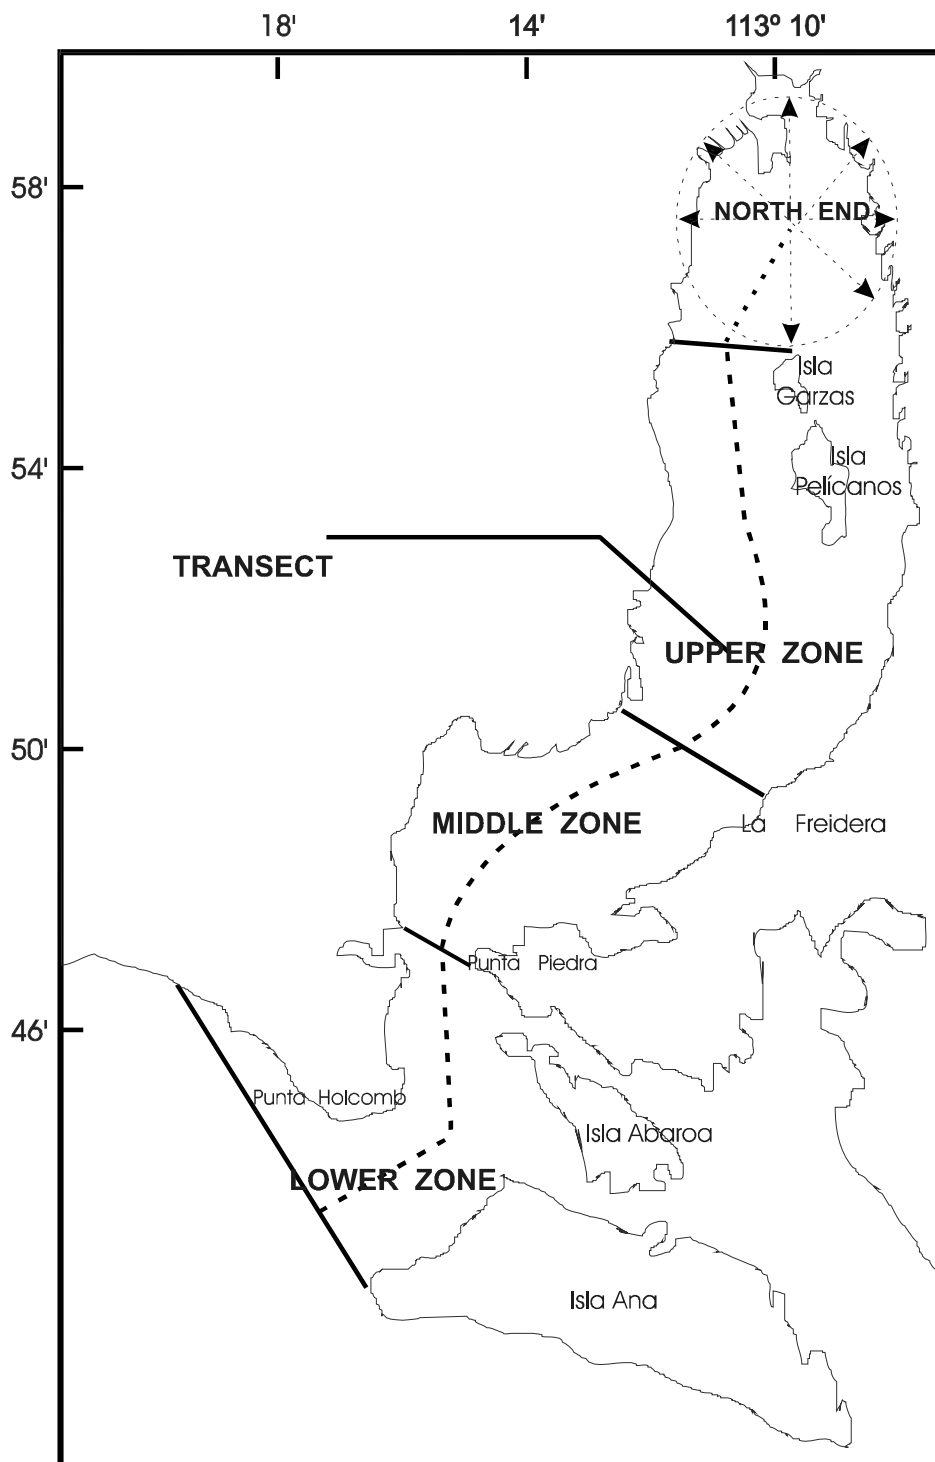 18'
14'
113º 10'
58'
NORTH END
Isla
Garzas
54'
Isla
Pelícanos
TRANSECT
UPPER ZONE
50'
MIDDLE ZONE
La Freidera
Punta Piedra
46'
Punta Holcomb
Isla Abaroa
LOWER ZONE
Isla Ana